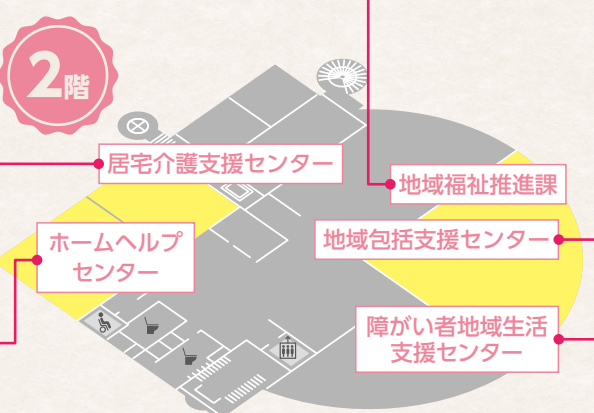 2階
居宅介護支援センター
地域福祉推進課
ホームヘルプ
センター
地域包括支援センター
障がい者地域生活
支援センター